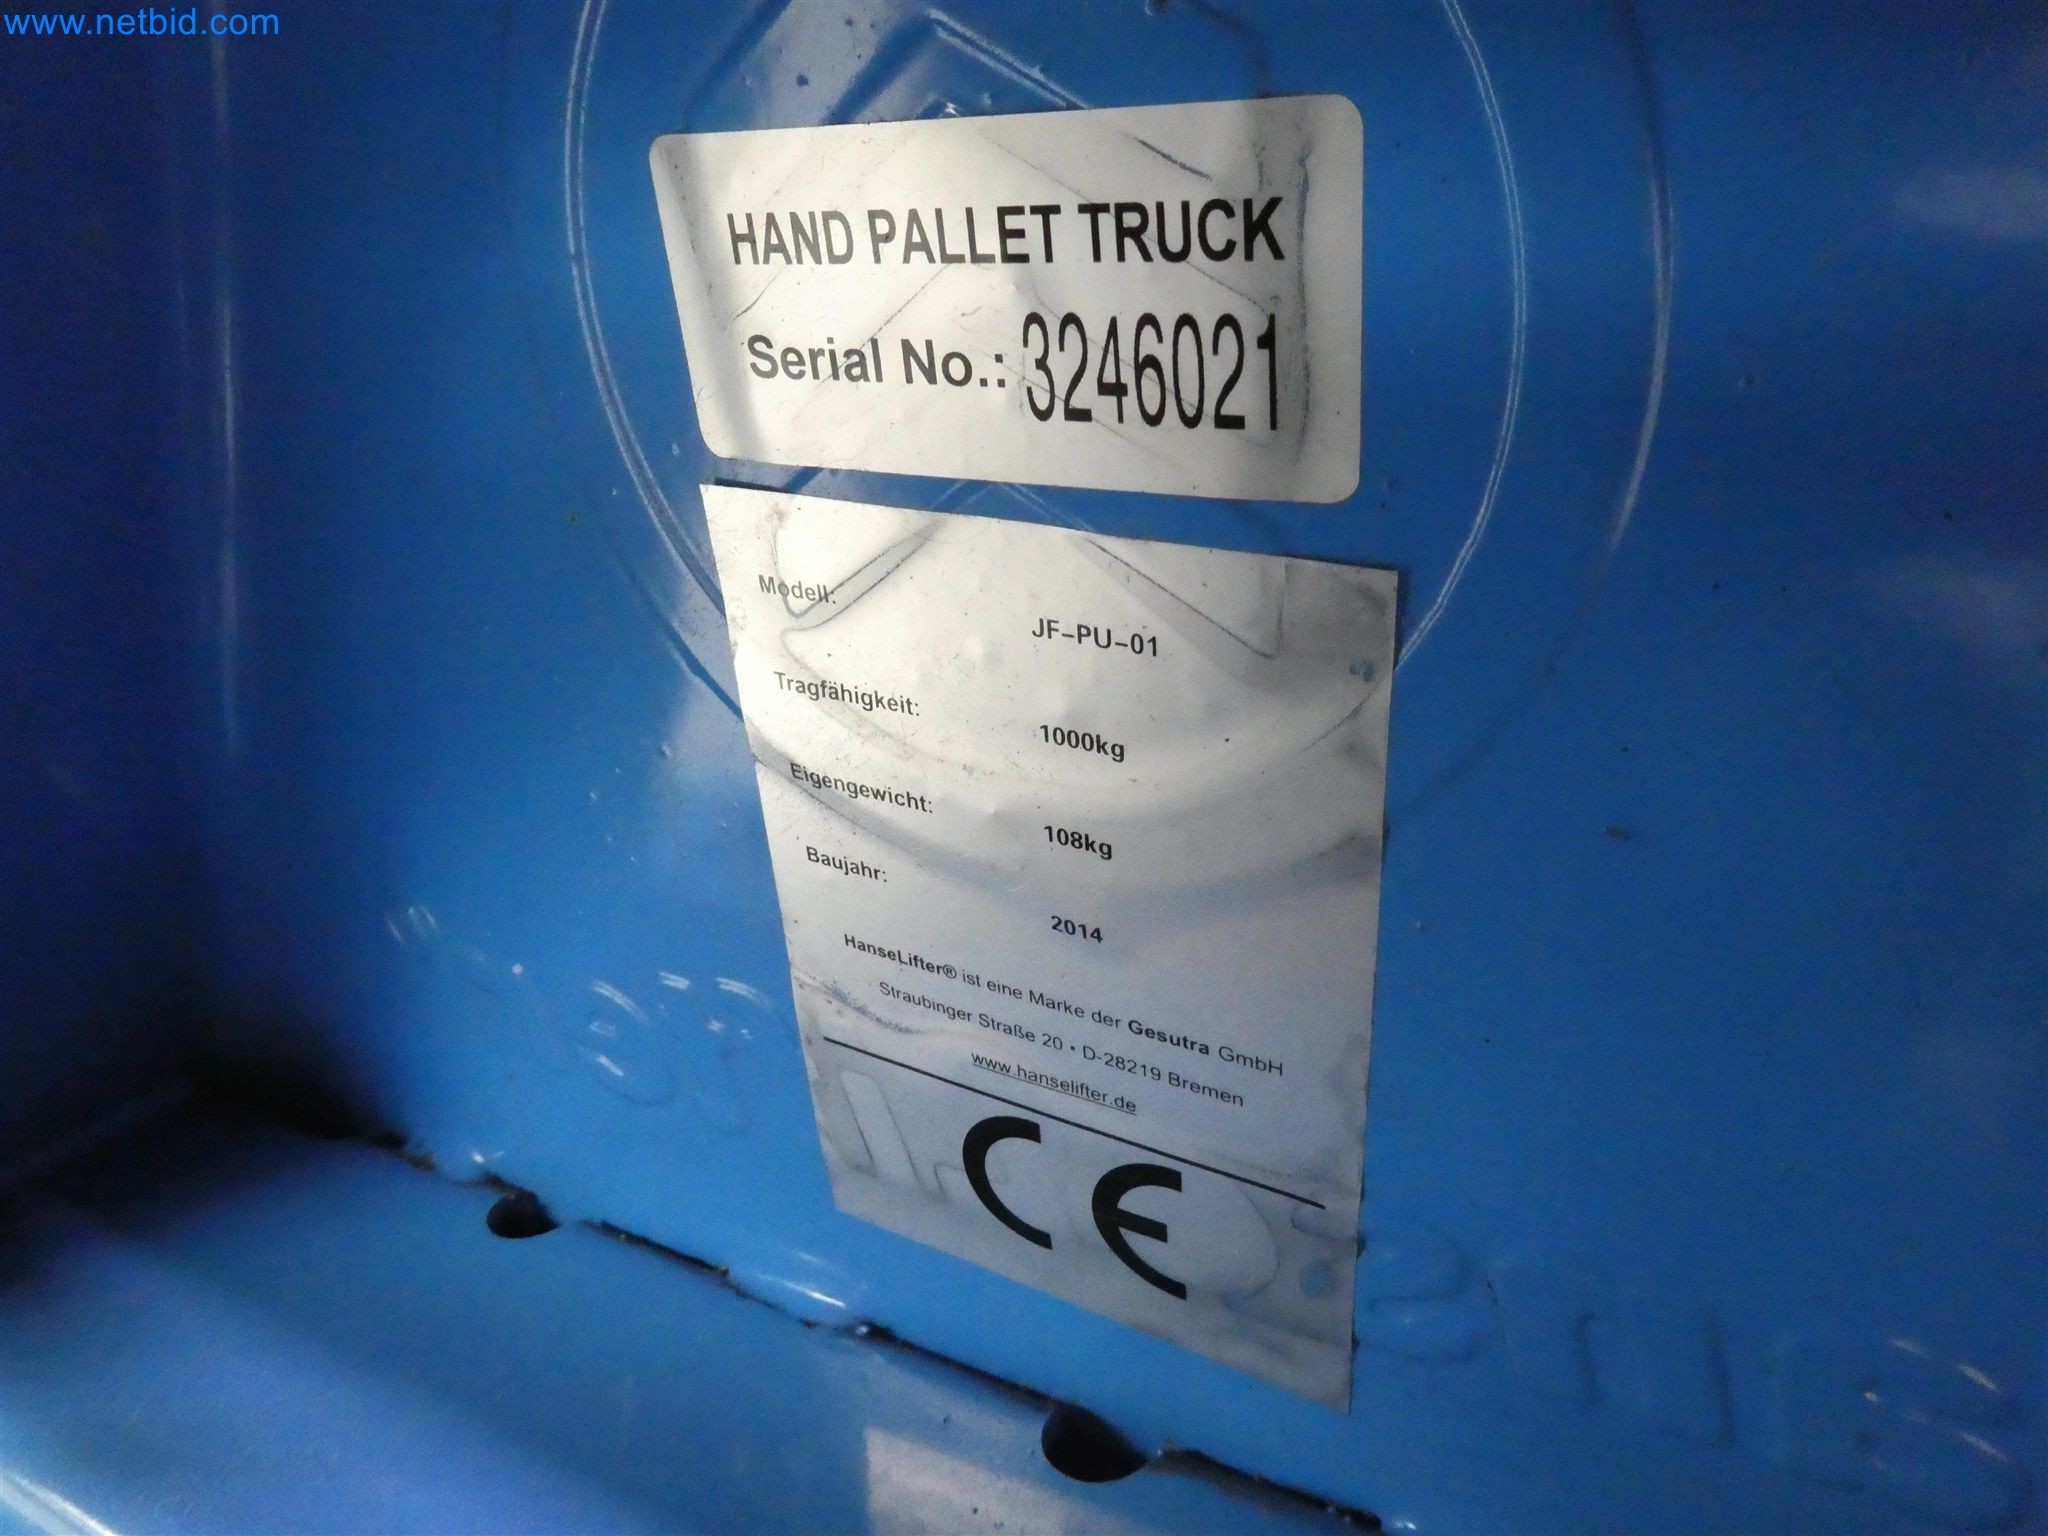 www.netbid.com
HAND PALLET TRUCK
Serial No.: 3246021
Modell: JF-PU-01
Tragfähigkeit: 1000kg
Eigengewicht: 108kg
Baujahr: 2014
HanseLifter® ist eine Marke der Gesutra GmbH
Straubinger Straße 20 • D-28219 Bremen
www.hanselifter.de
CE